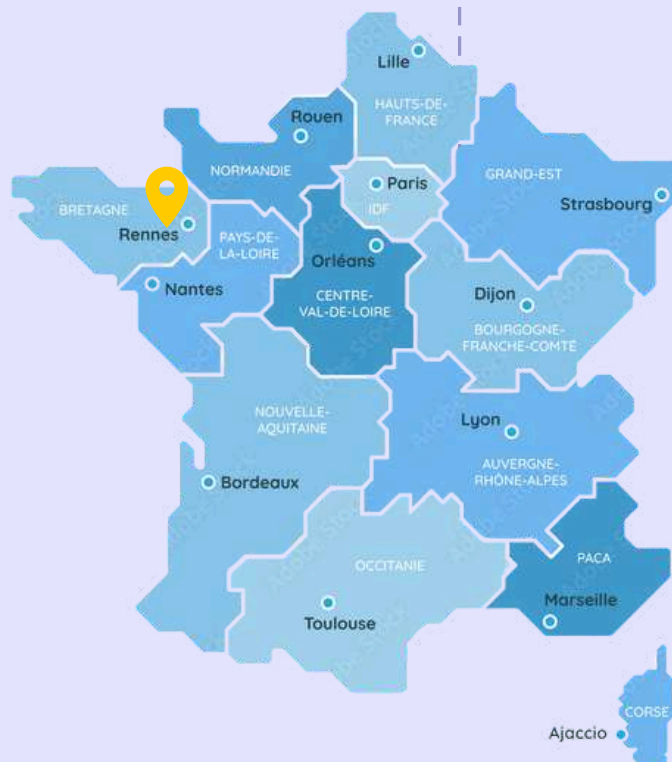 Lille
HAUTS-DE-
FRANCE
Rouen
NORMANDIE
Paris
IDF
GRAND-EST
Strasbourg
BRETAGNE
Rennes
PAYS-DE-
LA-LOIRE
Nantes
Orléans
CENTRE-
VAL-DE-LOIRE
Dijon
BOURGOGNE-
FRANCHE-COMTÉ
NOUVELLE-
AQUITAINE
Bordeaux
Lyon
AUVERGNE-
RHÔNE-ALPES
OCCITANIE
Toulouse
PACA
Marseille
CORSE
Ajaccio